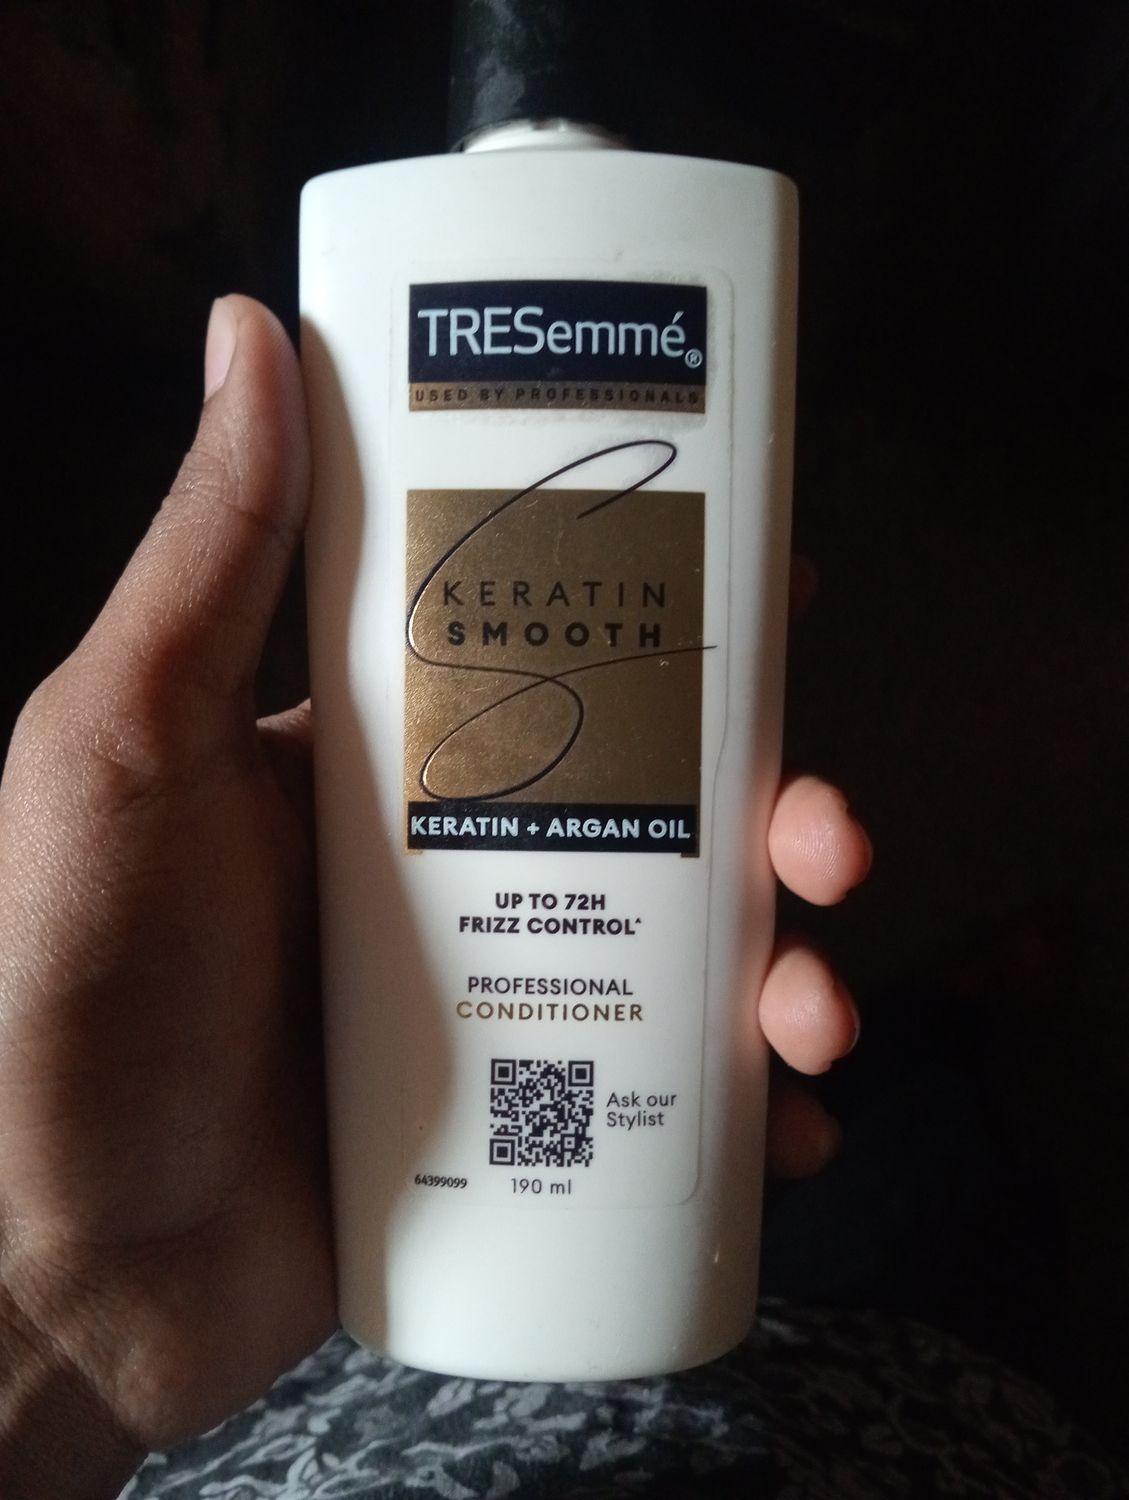 TRESemmé®
USED BY PROFESSIONALS
KERATIN
SMOOTH
KERATIN + ARGAN OIL
UP TO 72H
FRIZZ CONTROL^
PROFESSIONAL
CONDITIONER
Ask our
Stylist
64399099
190 ml